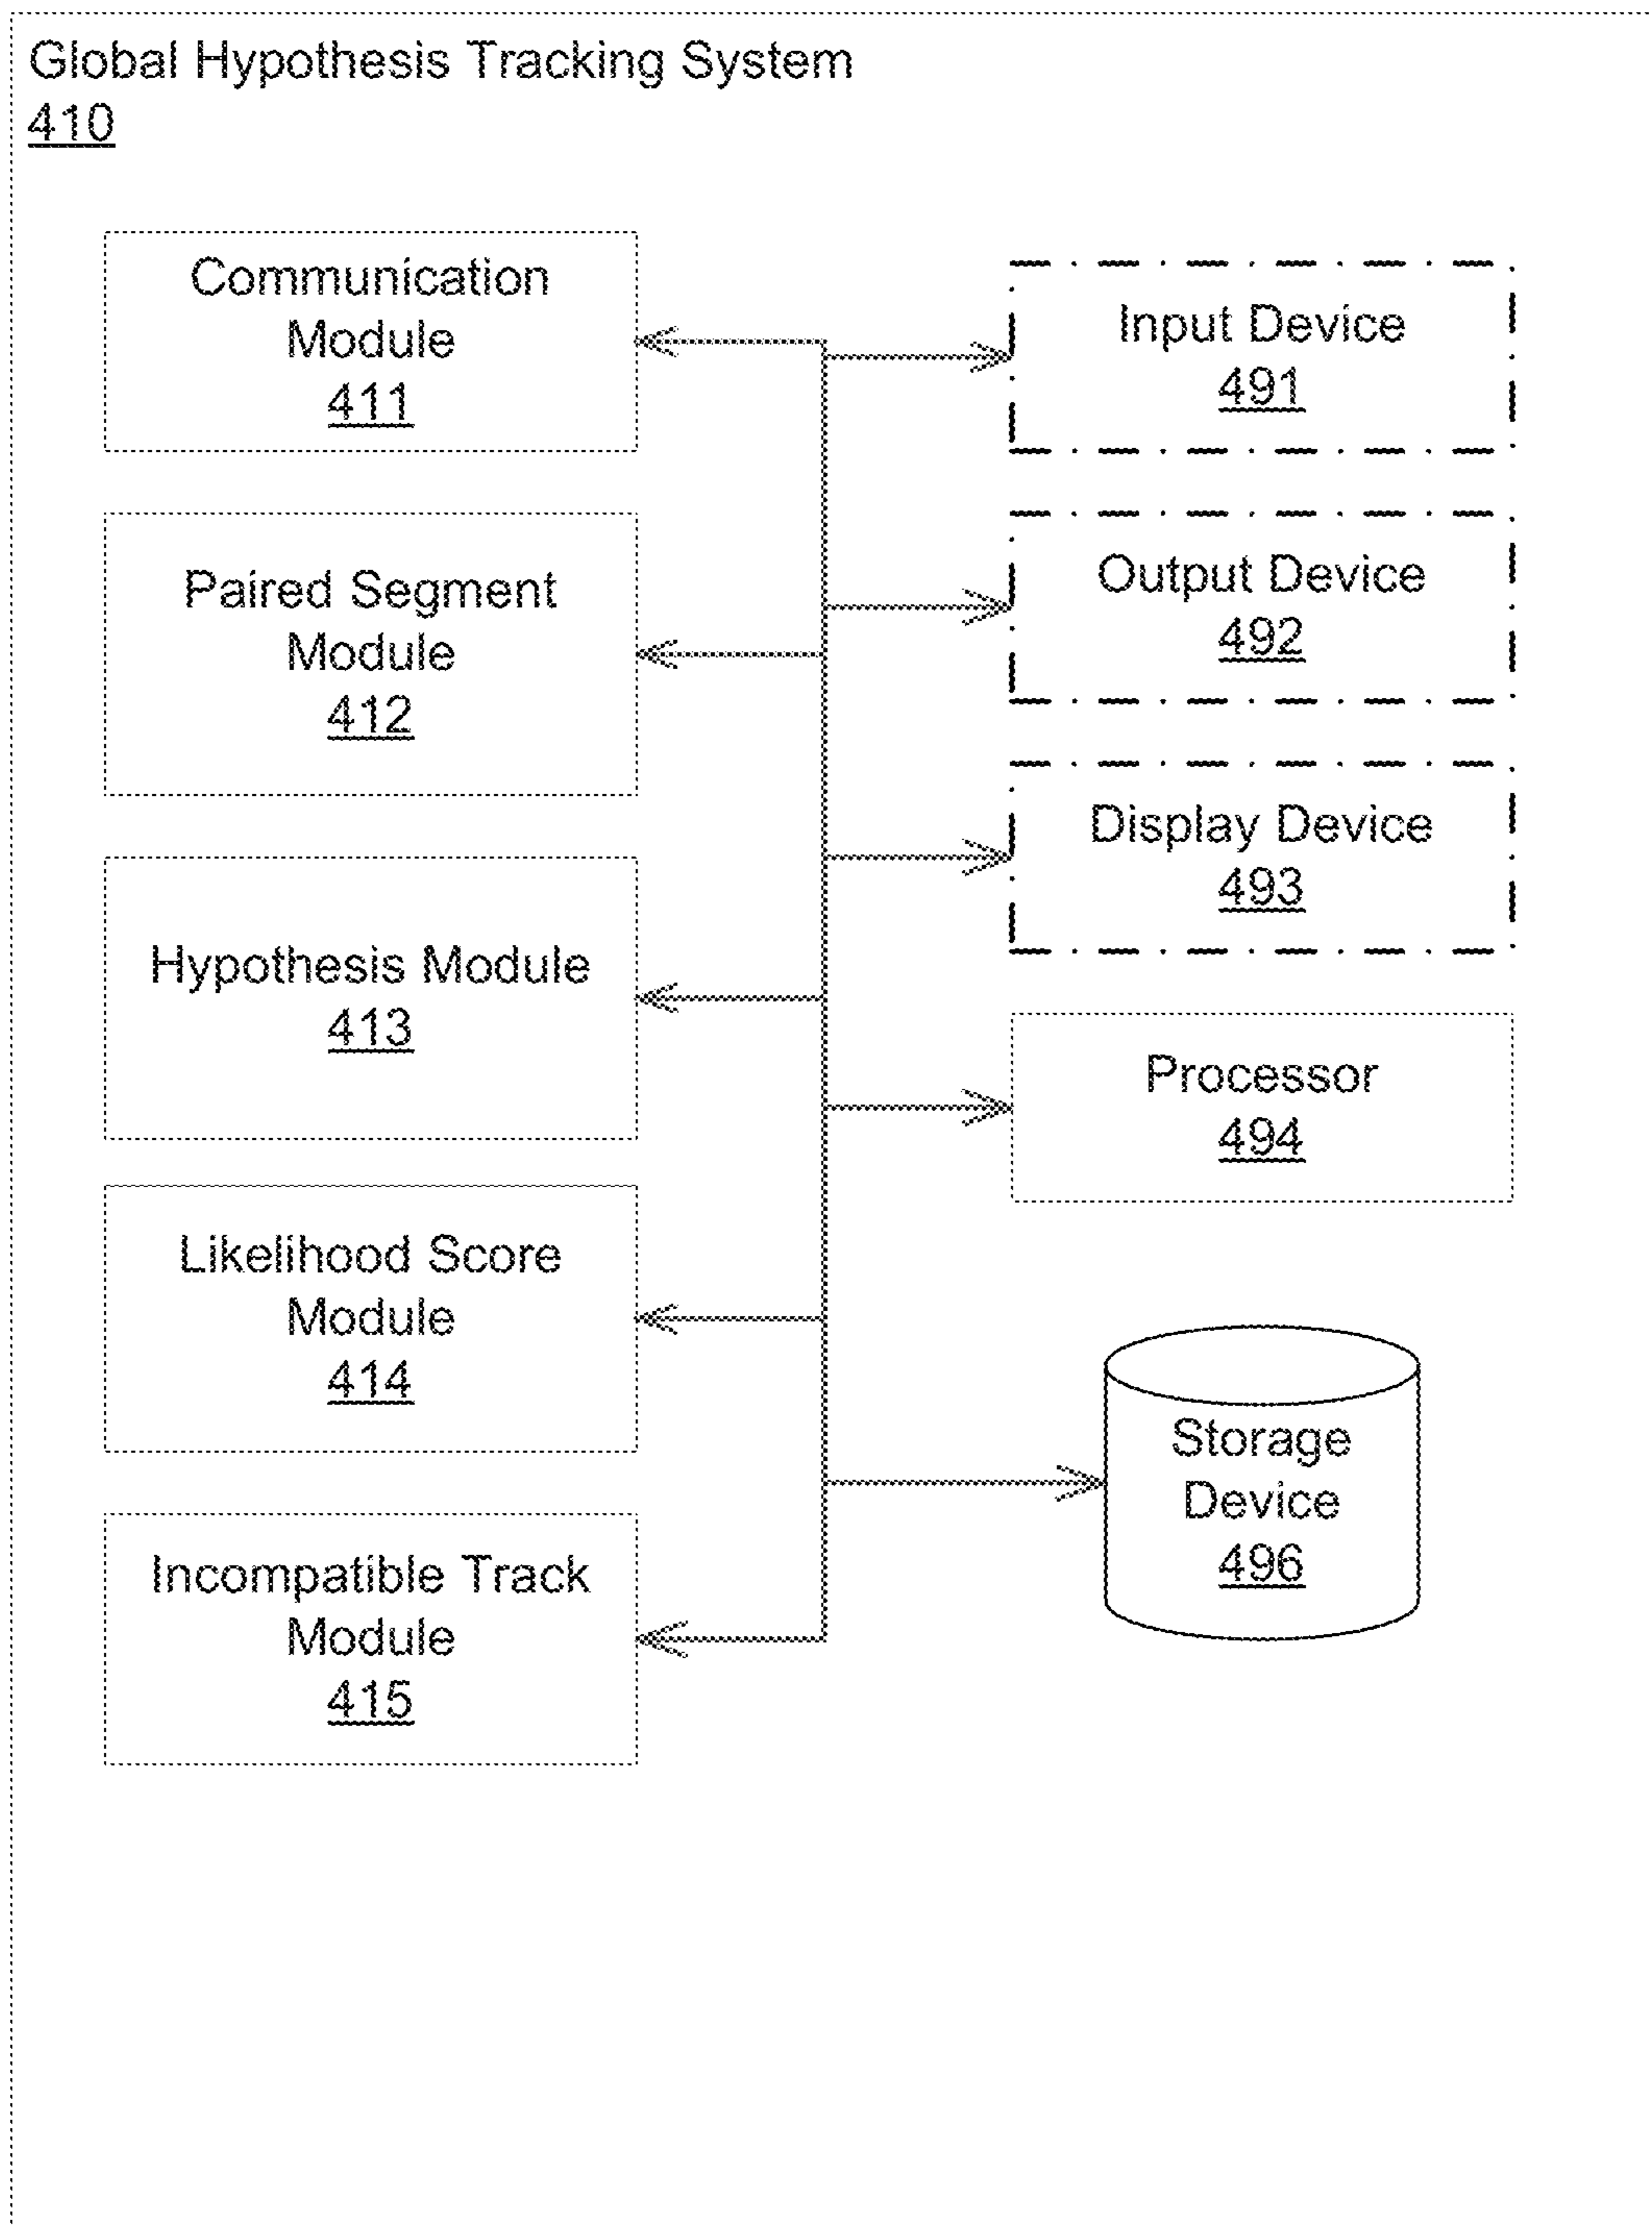 Global Hypothesis Tracking System
410
Communication
Module
411
Paired Segment
Module
412
Hypothesis Module
413
Likelihood Score
Module
414
Incompatible Track
Module
415
Input Device
491
Output Device
492
Display Device
493
Processor
494
Storage
Device
496